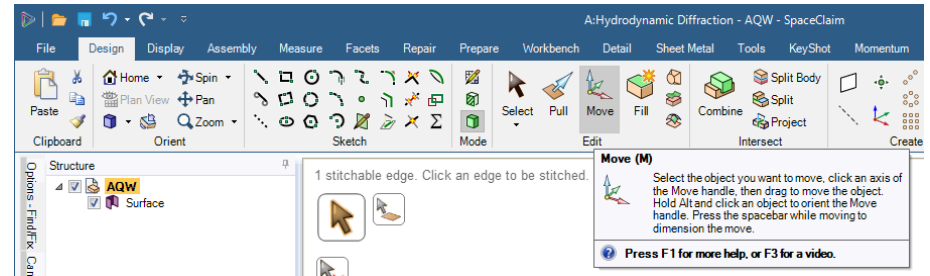 A:Hydrodynamic Diffraction - AQW - SpaceClaim
File Design Display Assembly Measure Facets Repair Prepare Workbench Detail Sheet Metal Tools KeyShot Momentum
Paste
Clipboard
Home Spin
Plan View Pan
Zoom
Orient
Sketch
Mode
Select Pull Move Fill
Edit
Combine
Split Body
Split
Project
Intersect
Create
Options - Find/Fix
Structure
AQW
Surface
1 stitchable edge. Click an edge to be stitched.
Move (M)
Select the object you want to move, click an axis of
the Move handle, then drag to move the object.
Hold Alt and click an object to orient the Move
handle. Press the spacebar while moving to
dimension the move.
Press F1 for more help, or F3 for a video.